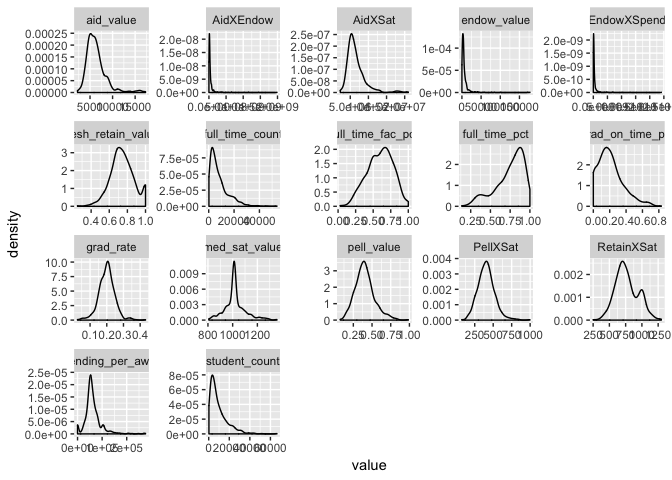 aid_value AidXEndow AidXSat endow_value EndowXSpend
0.00025 2.0e-08 2.5e-07 1e-04 2.0e-09
0.00020 1.5e-08 2.0e-07 5e-05 1.5e-09
0.00015 1.0e-08 1.5e-07 0e+00 1.0e-09
0.00010 5.0e-09 1.0e-07 5.0e-10
0.00005 0.0e+00 5.0e-08 0.0e+00
0.00000 0.0e+00
full_time_count full_time_pct
3 7.5e-05 2.0 2
2 5.0e-05 1.5 1
1 2.5e-05 1.0 0
0 0.0e+00 0.5
0.0
0.4 0.6 0.8 1.0 0 20000 40000 0.00 0.25 0.50 0.75 1.00 0.25 0.50 0.75 1.00
density
grad_rate med_sat_value pell_value PellXSat RetainXSat
10.0 0.009 3 0.004 0.002
7.5 0.006 2 0.003 0.001
5.0 0.003 1 0.002 0.000
2.5 0.000 0 0.001
0.0 0.000
0.1 0.2 0.3 0.4 800 1000 1200 0.25 0.50 0.75 1.00 250 500 750 1000 250 500 750 1000 1250
student_count
2.5e-05 8e-05
2.0e-05 6e-05
1.5e-05 4e-05
1.0e-05 2e-05
5.0e-06 0e+00
0.0e+00
0e+00 1e+05 2e+05 0 20000 40000 60000
value